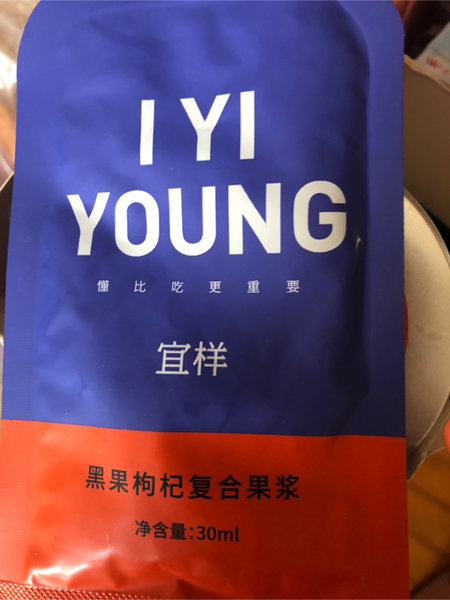 I YI
YOUNG
懂比吃更重要
宜样
黑果枸杞复合果浆
净含量:30ml